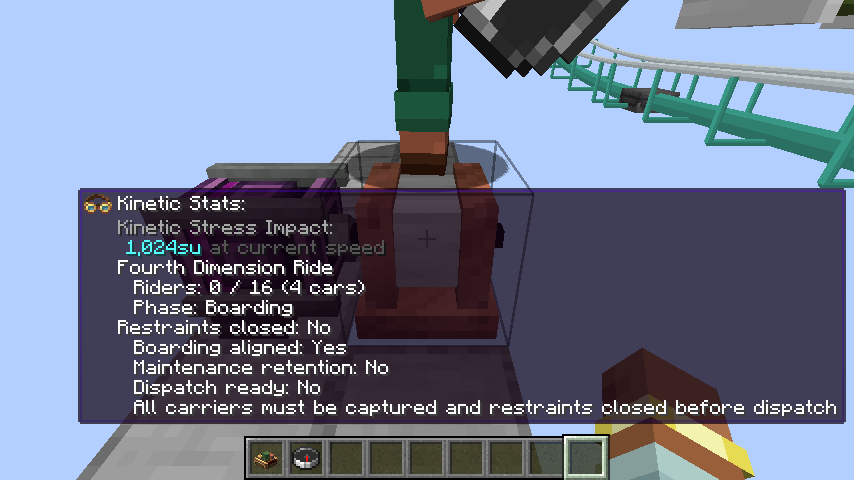 Kinetic Stats:
Kinetic Stress Impact:
1,024su at current speed
Fourth Dimension Ride
Riders: 0 / 16 (4 cars)
Phase: Boarding
Restraints closed: No
Boarding aligned: Yes
Maintenance retention: No
Dispatch ready: No
All carriers must be captured and restraints closed before dispatch